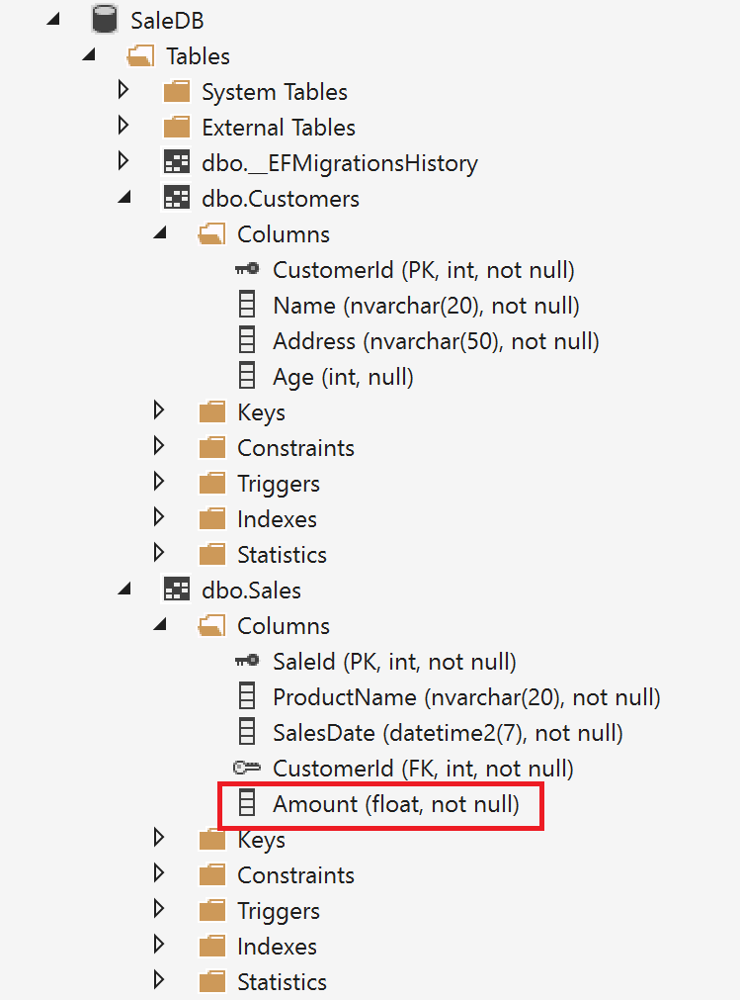 SaleDB
Tables
System Tables
External Tables
dbo.__EFMigrationsHistory
dbo.Customers
Columns
CustomerId (PK, int, not null)
Name (nvarchar(20), not null)
Address (nvarchar(50), not null)
Age (int, null)
Keys
Constraints
Triggers
Indexes
Statistics
dbo.Sales
Columns
SaleId (PK, int, not null)
ProductName (nvarchar(20), not null)
SalesDate (datetime2(7), not null)
CustomerId (FK, int, not null)
Amount (float, not null)
Keys
Constraints
Triggers
Indexes
Statistics